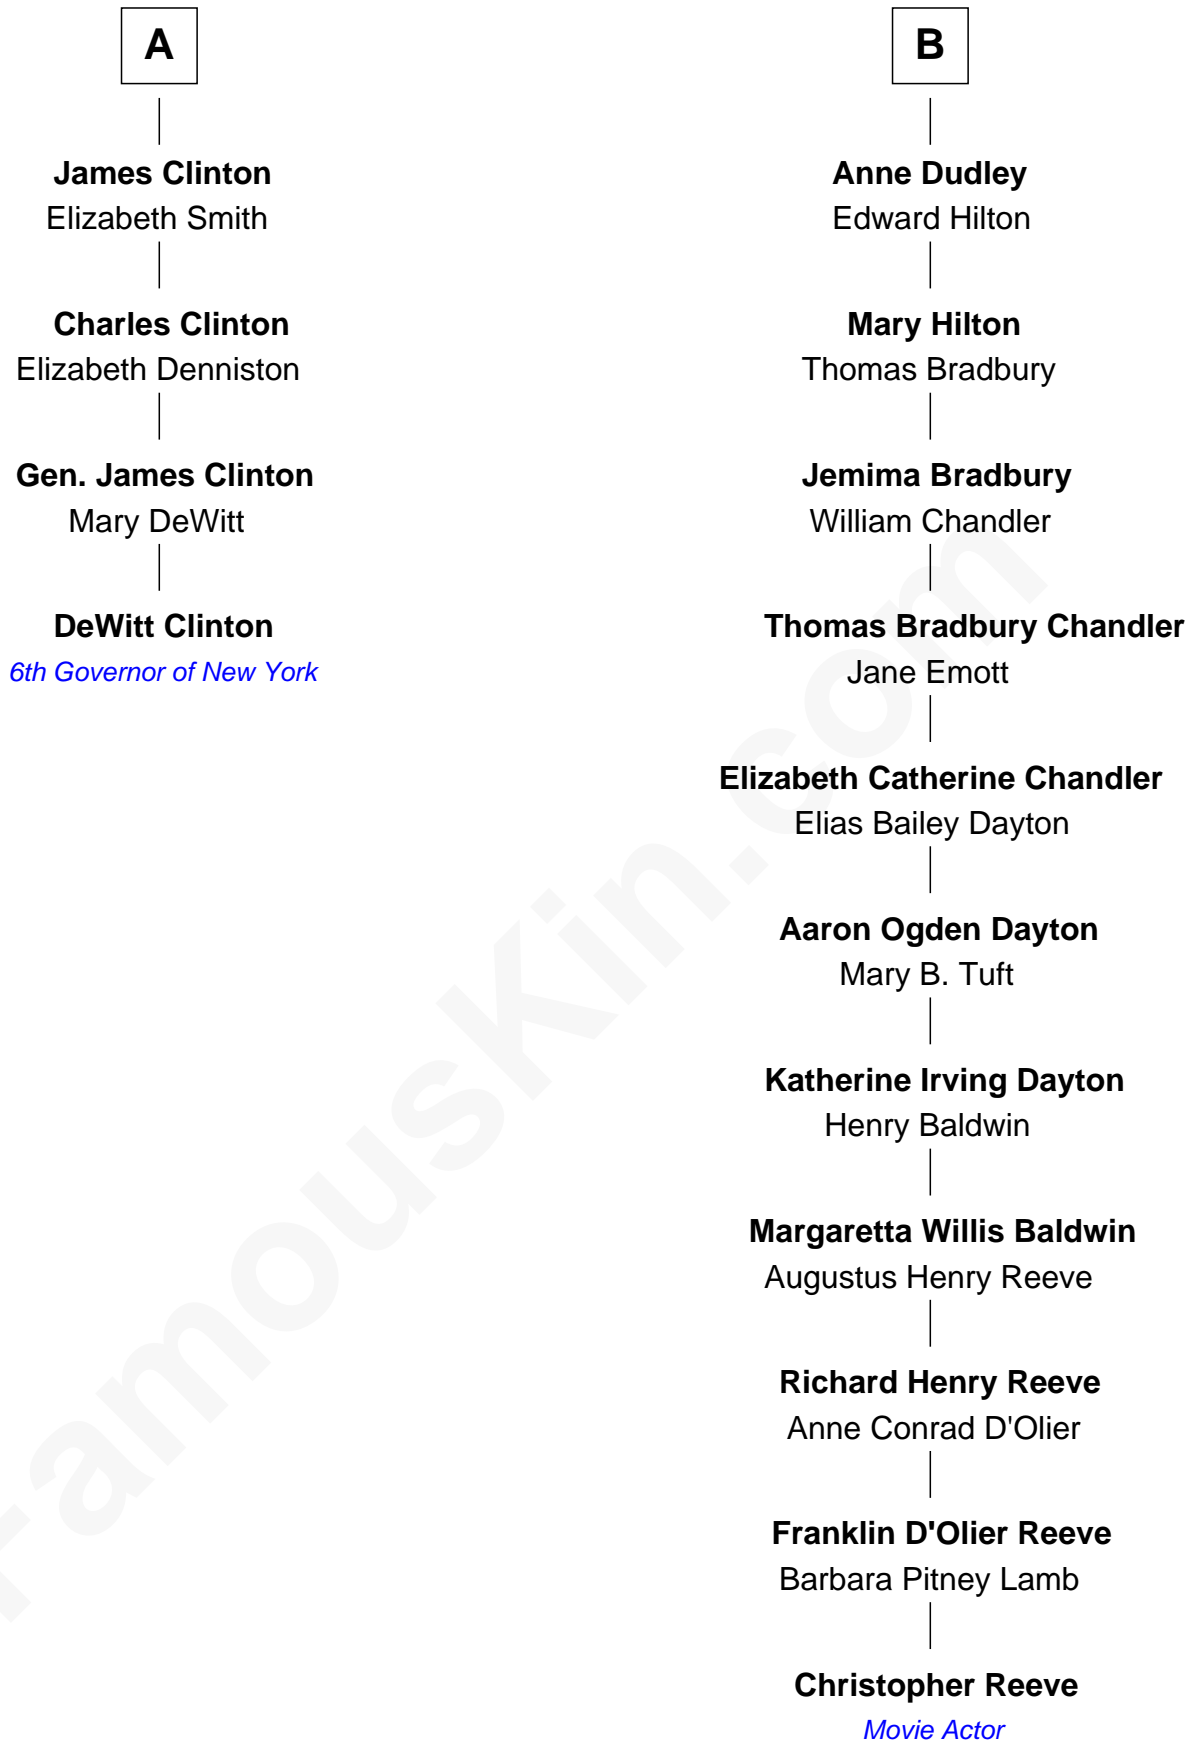 A
James Clinton
Elizabeth Smith
Charles Clinton
Elizabeth Denniston
Gen. James Clinton
Mary DeWitt
DeWitt Clinton
6th Governor of New York
B
Anne Dudley
Edward Hilton
Mary Hilton
Thomas Bradbury
Jemima Bradbury
William Chandler
Thomas Bradbury Chandler
Jane Emott
Elizabeth Catherine Chandler
Elias Bailey Dayton
Aaron Ogden Dayton
Mary B. Tuft
Katherine Irving Dayton
Henry Baldwin
Margaretta Willis Baldwin
Augustus Henry Reeve
Richard Henry Reeve
Anne Conrad D'Olier
Franklin D'Olier Reeve
Barbara Pitney Lamb
Christopher Reeve
Movie Actor
FamousKin.com